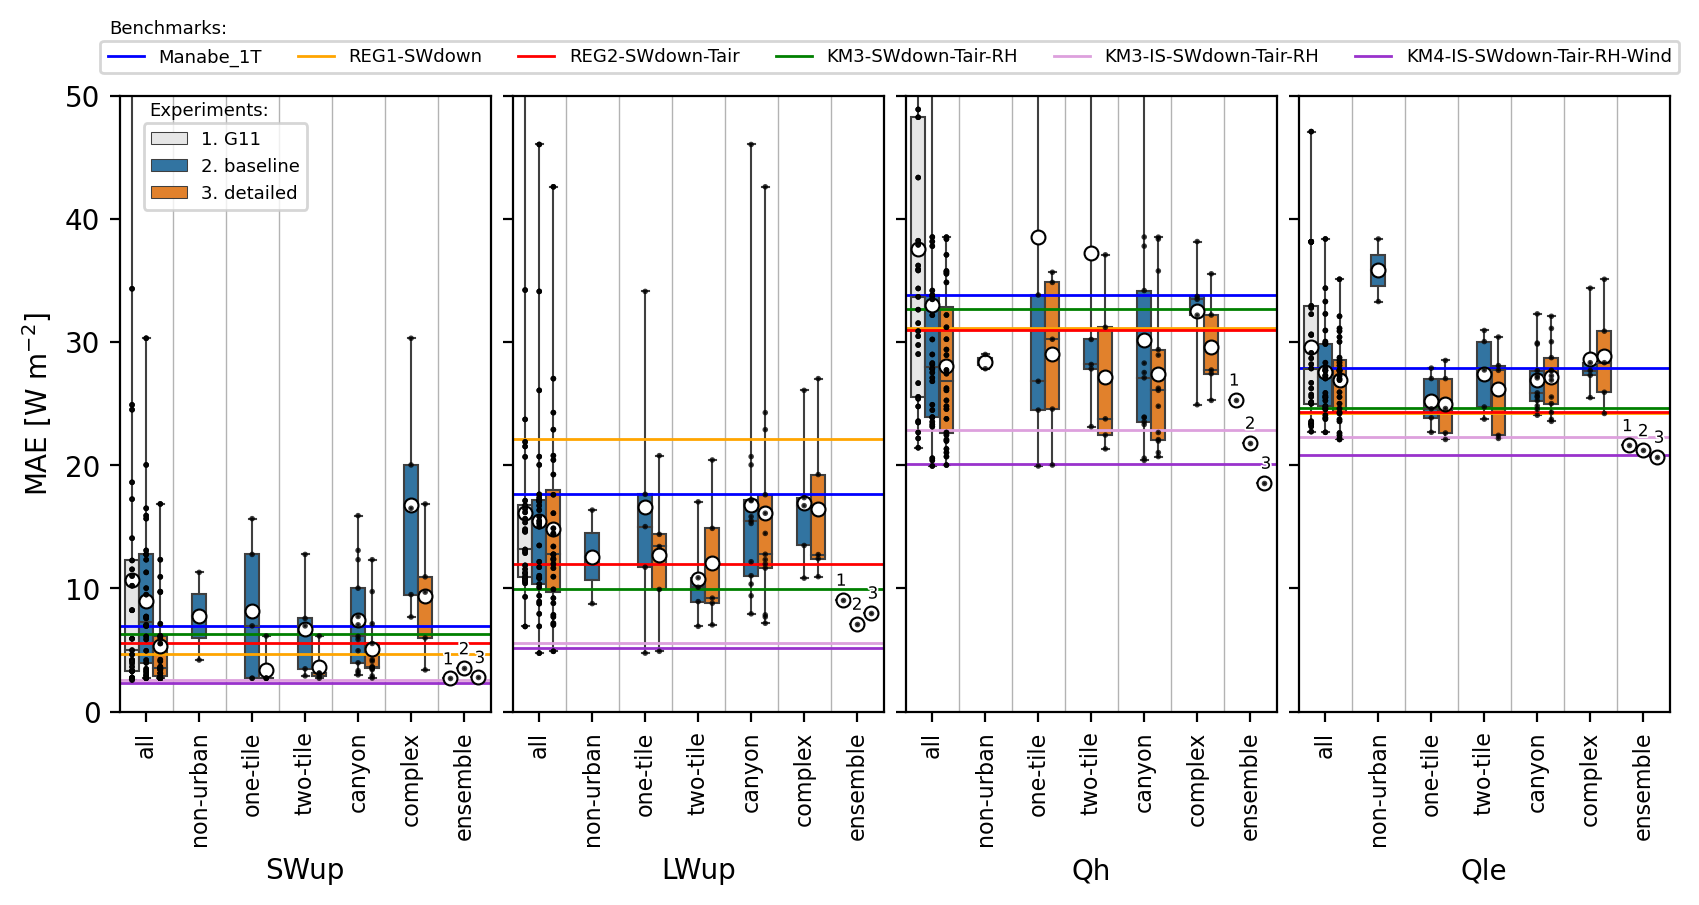 Benchmarks:
Manabe_1T REG1-SWdown REG2-SWdown-Tair KM3-SWdown-Tair-RH KM3-IS-SWdown-Tair-RH KM4-IS-SWdown-Tair-RH-Wind
Experiments:
1. G11
2. baseline
3. detailed
MAE [W m⁻²]
50
40
30
20
10
0
1 2 3
1 2 3
1
2
3
1 2 3
all non-urban one-tile two-tile canyon complex ensemble
all non-urban one-tile two-tile canyon complex ensemble
all non-urban one-tile two-tile canyon complex ensemble
all non-urban one-tile two-tile canyon complex ensemble
SWup LWup Qh Qle